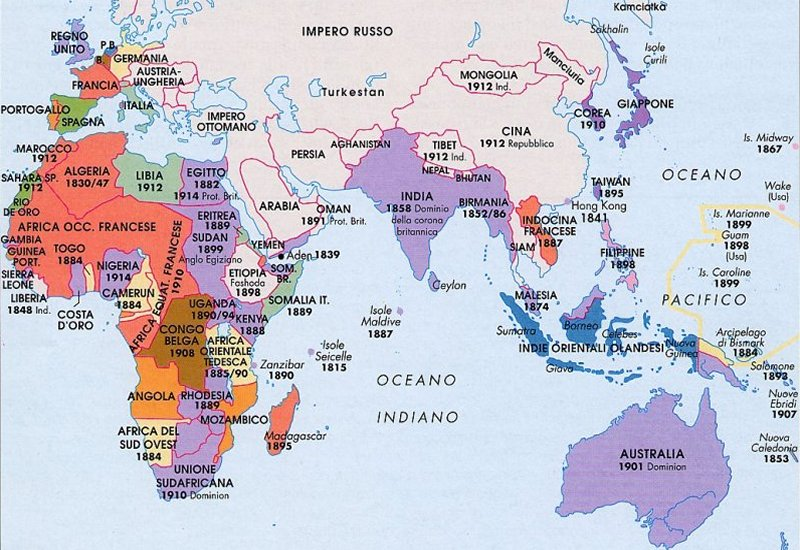 Kamciatka
IMPERO RUSSO
Sakhalin
Isole
Curili
REGNO
UNITO
P.B.
B.
GERMANIA
AUSTRIA-
UNGHERIA
FRANCIA
MONGOLIA
1912 Ind.
Manciuria
Turkestan
PORTOGALLO
SPAGNA
ITALIA
IMPERO
OTTOMANO
COREA
1910
GIAPPONE
CINA
1912 Repubblica
AFGHANISTAN
PERSIA
TIBET
1912 Ind.
NEPAL
BHUTAN
MAROCCO
1912
SAHARA SP.
1912
RIO
DE ORO
ALGERIA
1830/47
LIBIA
1912
EGITTO
1882
1914 Prot. Brit.
ARABIA
OMAN
1891 Prot. Brit.
INDIA
1858 Dominio
della corona
britannica
BIRMANIA
1852/86
TAIWAN
1895
Hong Kong
1841
Is. Midway
1867
OCEANO
Wake
(Usa)
AFRICA OCC. FRANCESE
ERITREA
1889
SUDAN
1899
Anglo Egiziano
YEMEN
Aden 1839
INDOCINA
FRANCESE
1887
SIAM
FILIPPINE
1898
Is. Marianne
1899
Guam
1898
(Usa)
Is. Caroline
1899
PACIFICO
GAMBIA
GUINEA
PORT.
SIERRA
LEONE
LIBERIA
1848 Ind.
TOGO
1884
COSTA
D'ORO
NIGERIA
1914
CAMERUN
1884
AFRICA EQUAT. FRANCESE
1910
ETIOPIA
Fashoda
1898
SOM.
BR.
SOMALIA IT.
1889
UGANDA
1890/94
KENYA
1888
CONGO
BELGA
1908
AFRICA
ORIENTALE
TEDESCA
1885/90
Zanzibar
1890
Isole
Seicelle
1815
Isole
Maldive
1887
Ceylon
MALESIA
1874
Sumatra
Borneo
Celebes
INDIE ORIENTALI OLANDESI
Giava
Nuova
Guinea
Arcipelago
di Bismark
1884
Salomone
1893
Nuove
Ebridi
1907
Nuova
Caledonia
1853
OCEANO
INDIANO
ANGOLA
RHODESIA
1889
MOZAMBICO
Madagascar
1895
AFRICA DEL
SUD OVEST
1884
UNIONE
SUDAFRICANA
1910 Dominion
AUSTRALIA
1901 Dominion